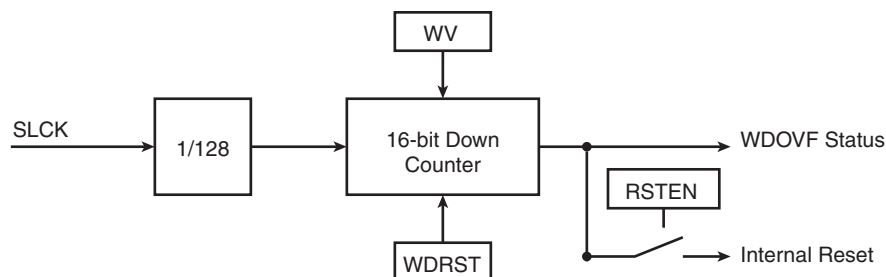 WV
SLCK
1/128
16-bit Down
Counter
WDOVF Status
RSTEN
WDRST
Internal Reset